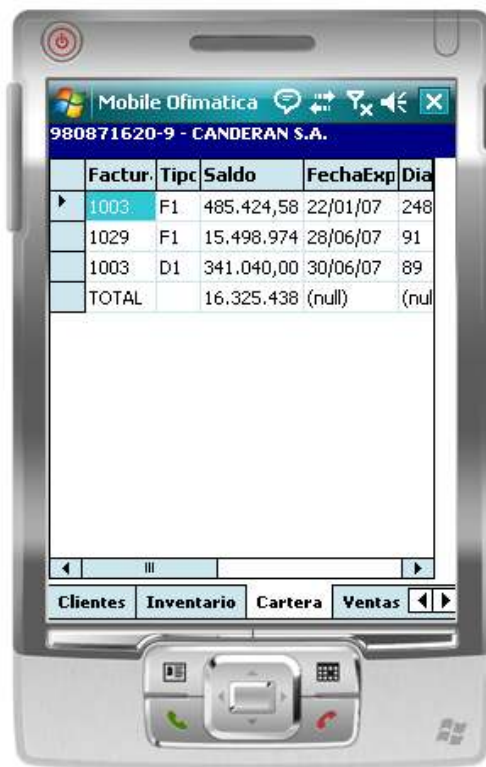 Mobile Ofimatica
980871620-9 - CANDERAN S.A.
Factur. Tipo Saldo FechaExp Dia
1003 F1 485.424,58 22/01/07 248
1029 F1 15.498.974 28/06/07 91
1003 D1 341.040,00 30/06/07 89
TOTAL 16.325.438 (null) (nul
Clientes Inventario Cartera Ventas